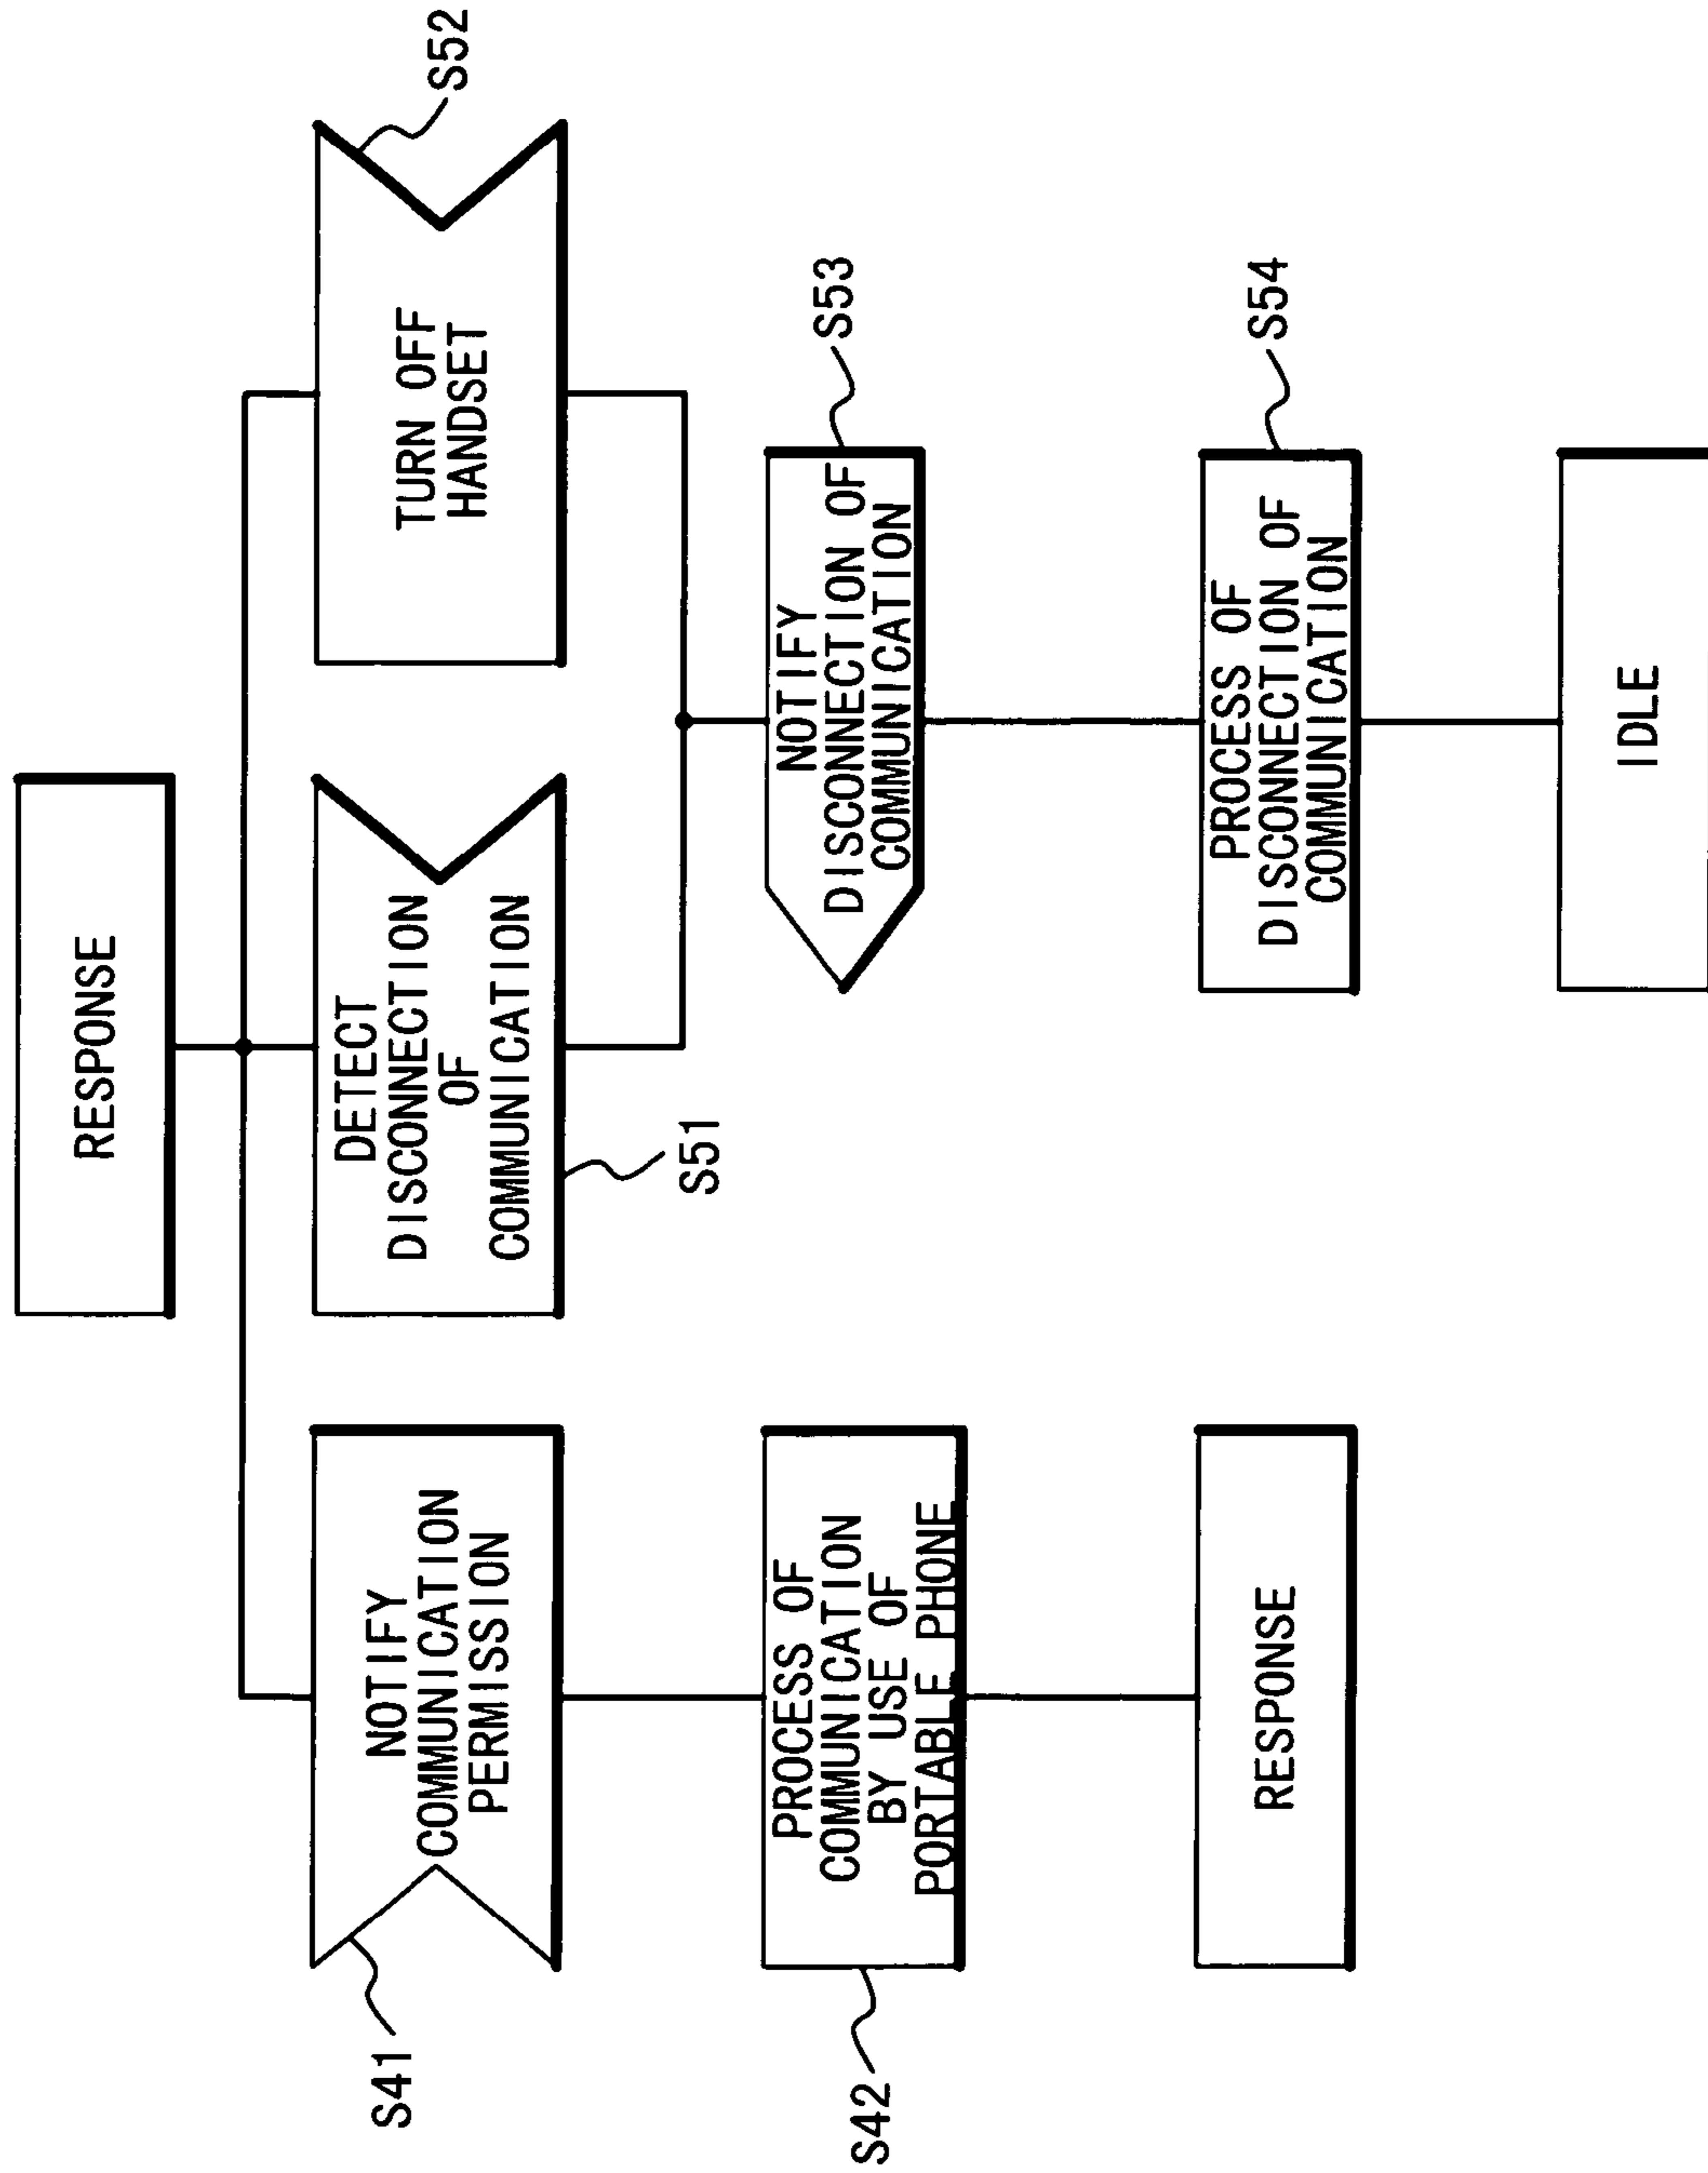 RESPONSE
S41
NOTIFY
COMMUNICATION
PERMISSION
DETECT
DISCONNECTION
OF
COMMUNICATION
S51
TURN OFF
HANDSET
S52
S42
PROCESS OF
COMMUNICATION
BY USE OF
PORTABLE PHONE
NOTIFY
DISCONNECTION OF
COMMUNICATION
S53
RESPONSE
PROCESS OF
DISCONNECTION OF
COMMUNICATION
S54
IDLE